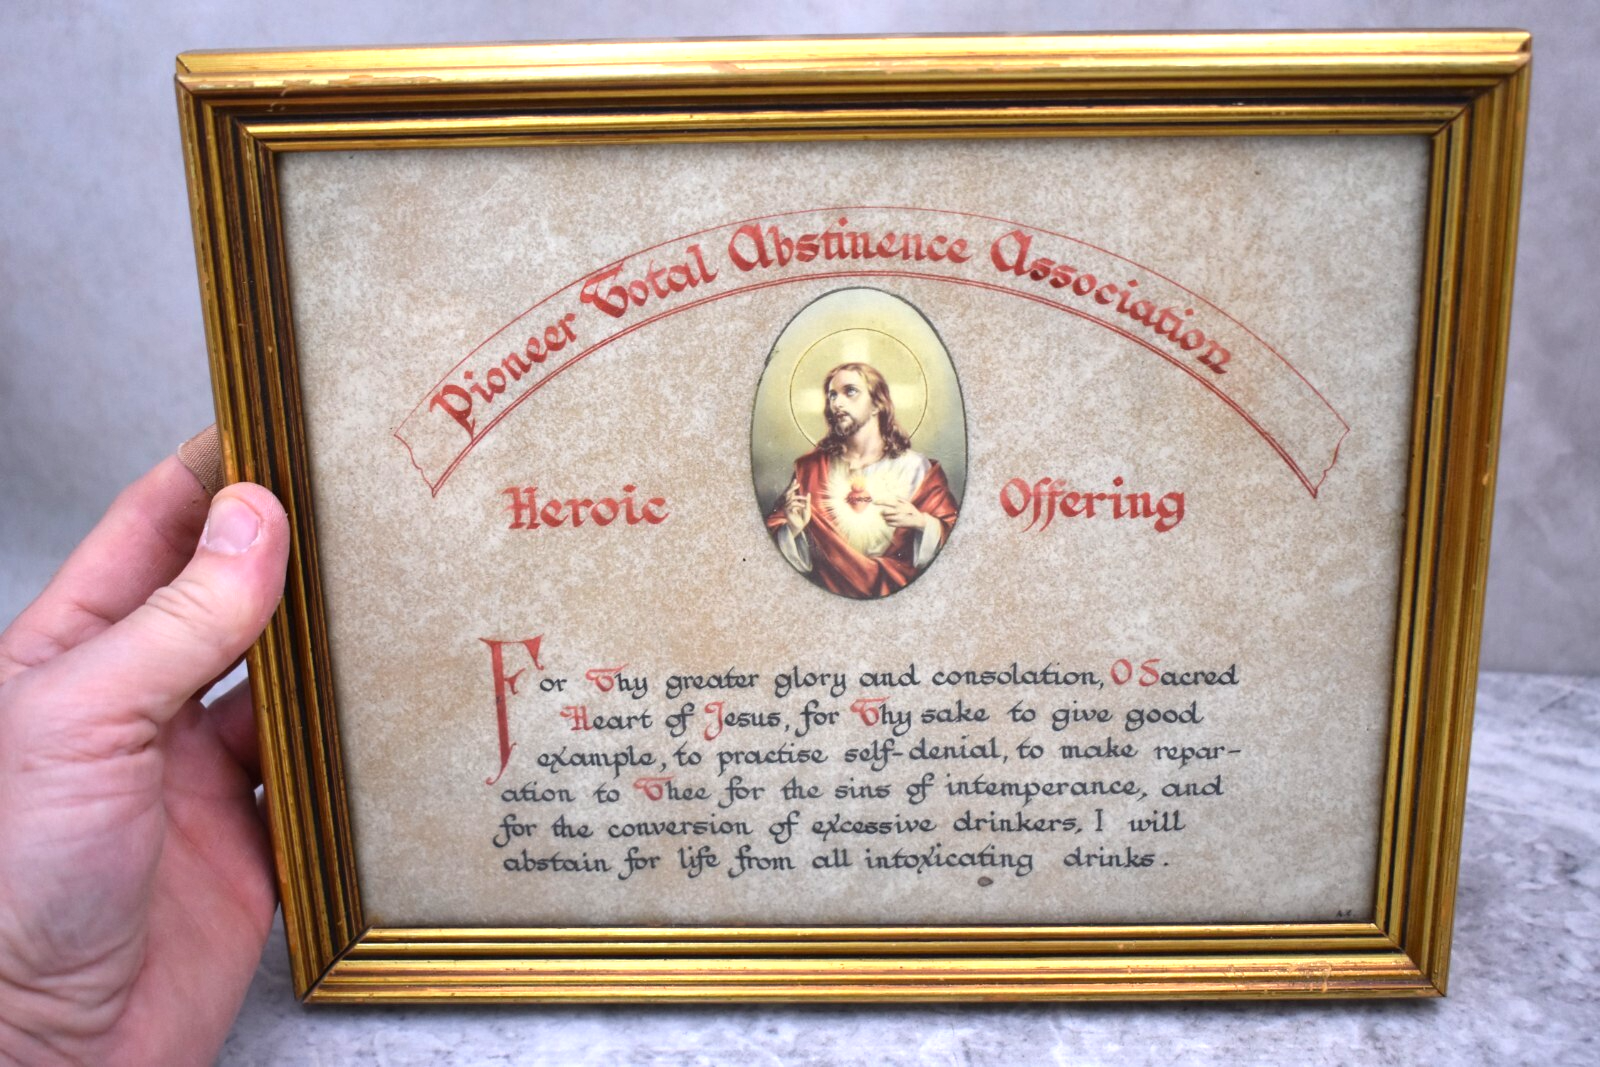 Pioneer Total Abstinence Association
Heroic Offering
For Thy greater glory and consolation, O Sacred
Heart of Jesus, for Thy sake to give good
example, to practise self-denial, to make repar-
ation to Thee for the sins of intemperance, and
for the conversion of excessive drinkers, I will
abstain for life from all intoxicating drinks.